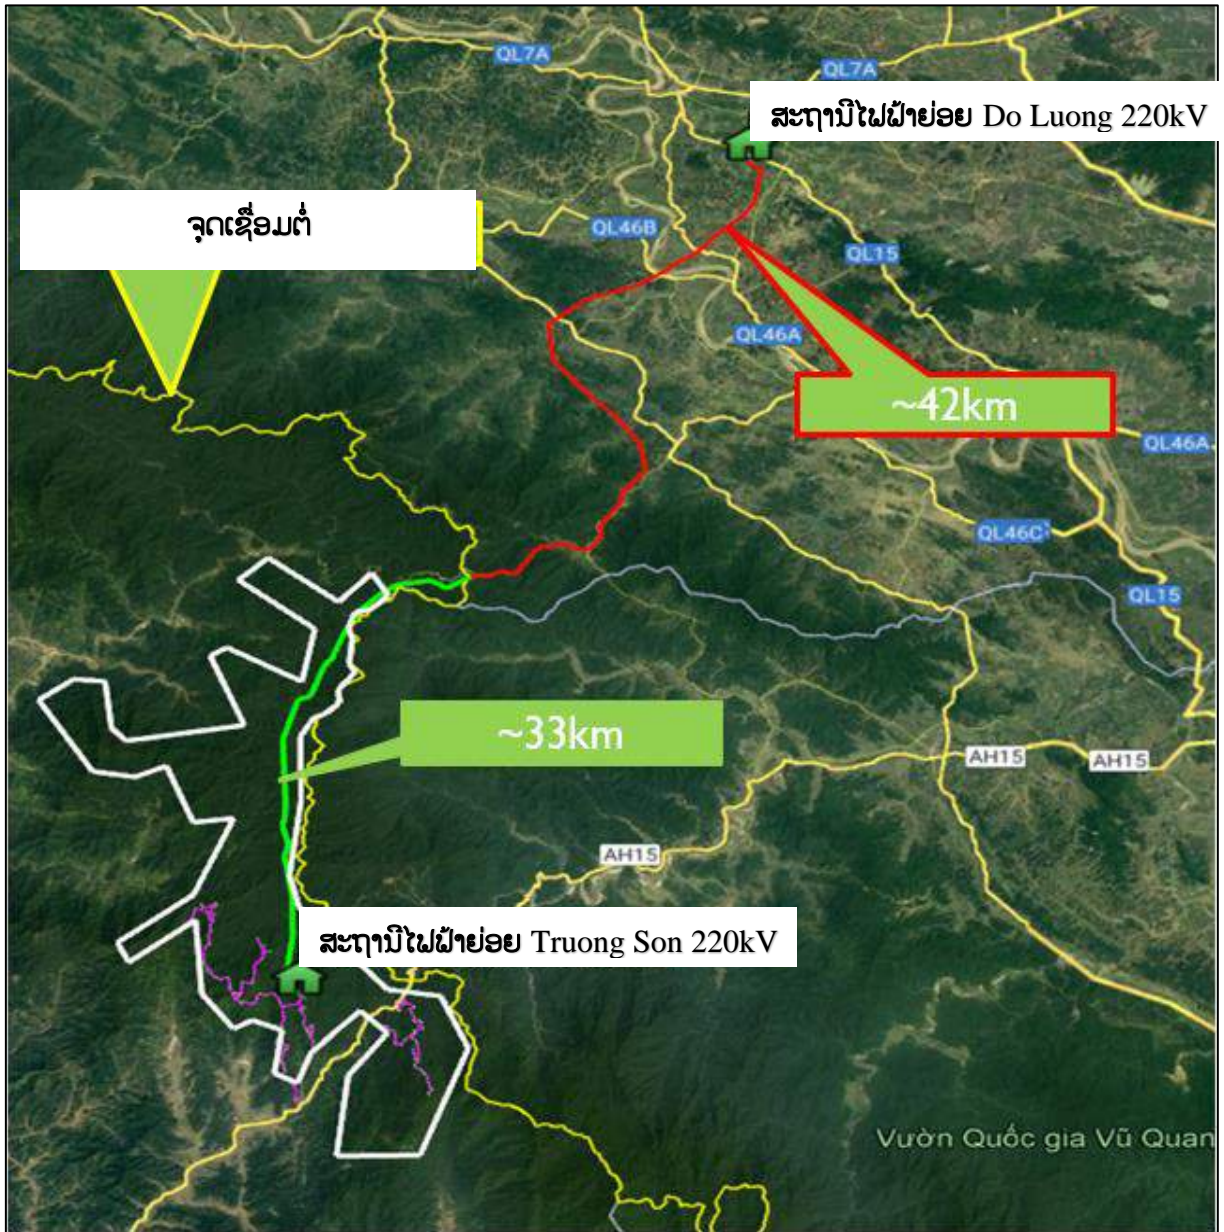 QL7A
QL7A
ສະຖານີໄຟຟ້າຍ່ອຍ Do Luong 220kV
ຈຸດເຊື່ອມຕໍ່
QL46B
QL15
QL46A
~42km
QL46A
QL46C
QL15
~33km
AH15
AH15
AH15
ສະຖານີໄຟຟ້າຍ່ອຍ Truong Son 220kV
Vườn Quốc gia Vũ Quan